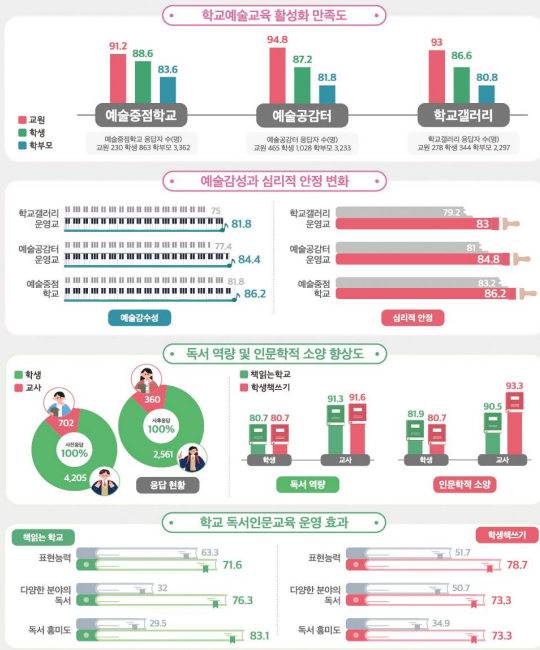 학교예술교육 활성화 만족도
91.2
88.6
83.6
94.8
87.2
81.8
93
86.6
80.8
교원
학생
학부모
예술중점학교
예술공감터
학교갤러리
예술중점학교 응답자 수(명)
교원 230 학생 863 학부모 3,362
예술공감터 응답자 수(명)
교원 465 학생 1,028 학부모 3,233
학교갤러리 응답자 수(명)
교원 278 학생 344 학부모 2,297
예술감성과 심리적 안정 변화
학교갤러리
운영교
75
81.8
예술공감터
운영교
77.4
84.4
예술중점
학교
81.8
86.2
예술감수성
학교갤러리
운영교
79.2
83
예술공감터
운영교
81
84.8
예술중점
학교
83.2
86.2
심리적 안정
독서 역량 및 인문학적 소양 향상도
학생
교사
702
사전응답
100%
4,205
360
사후응답
100%
2,561
응답 현황
책읽는학교
학생책쓰기
80.7 80.7
학생
91.3 91.6
교사
독서 역량
81.9 80.7
학생
90.5 93.3
교사
인문학적 소양
학교 독서인문교육 운영 효과
책읽는 학교
표현능력
63.3
71.6
다양한 분야의
독서
32
76.3
독서 흥미도
29.5
83.1
학생책쓰기
표현능력
51.7
78.7
다양한 분야의
독서
50.7
73.3
독서 흥미도
34.9
73.3